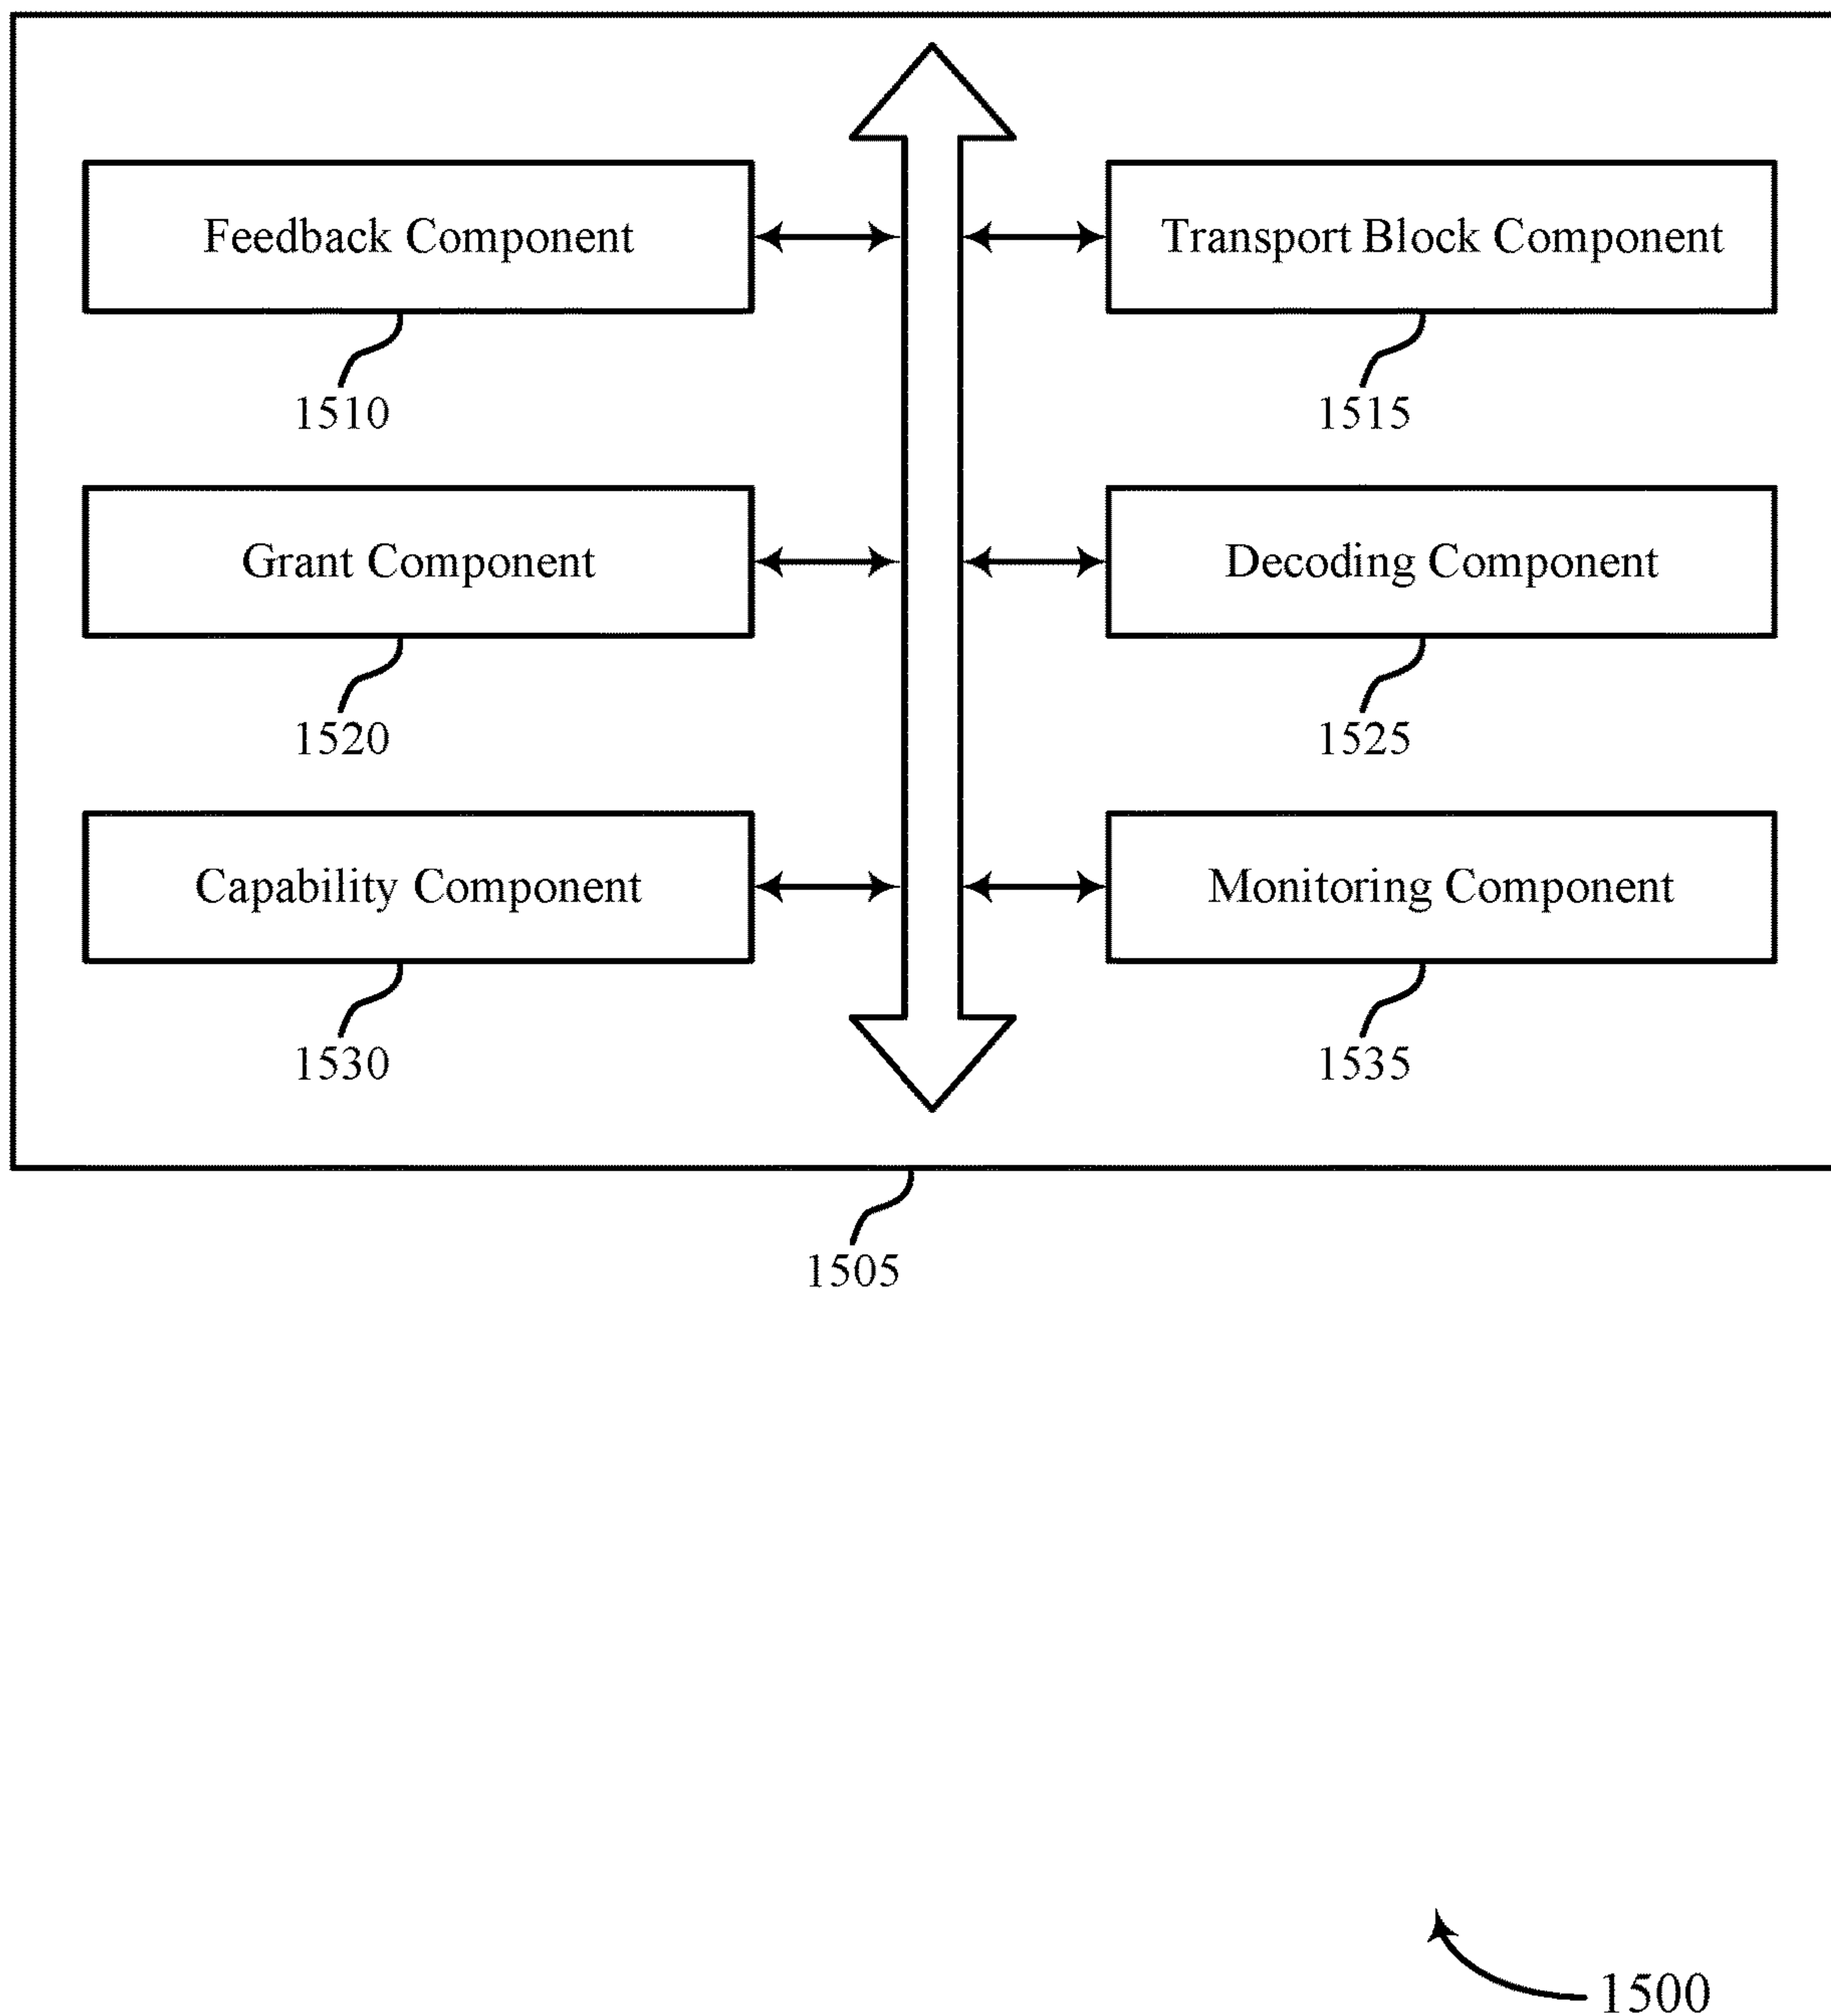 Feedback Component
Transport Block Component
1510
1515
Grant Component
Decoding Component
1520
1525
Capability Component
Monitoring Component
1530
1535
1505
1500